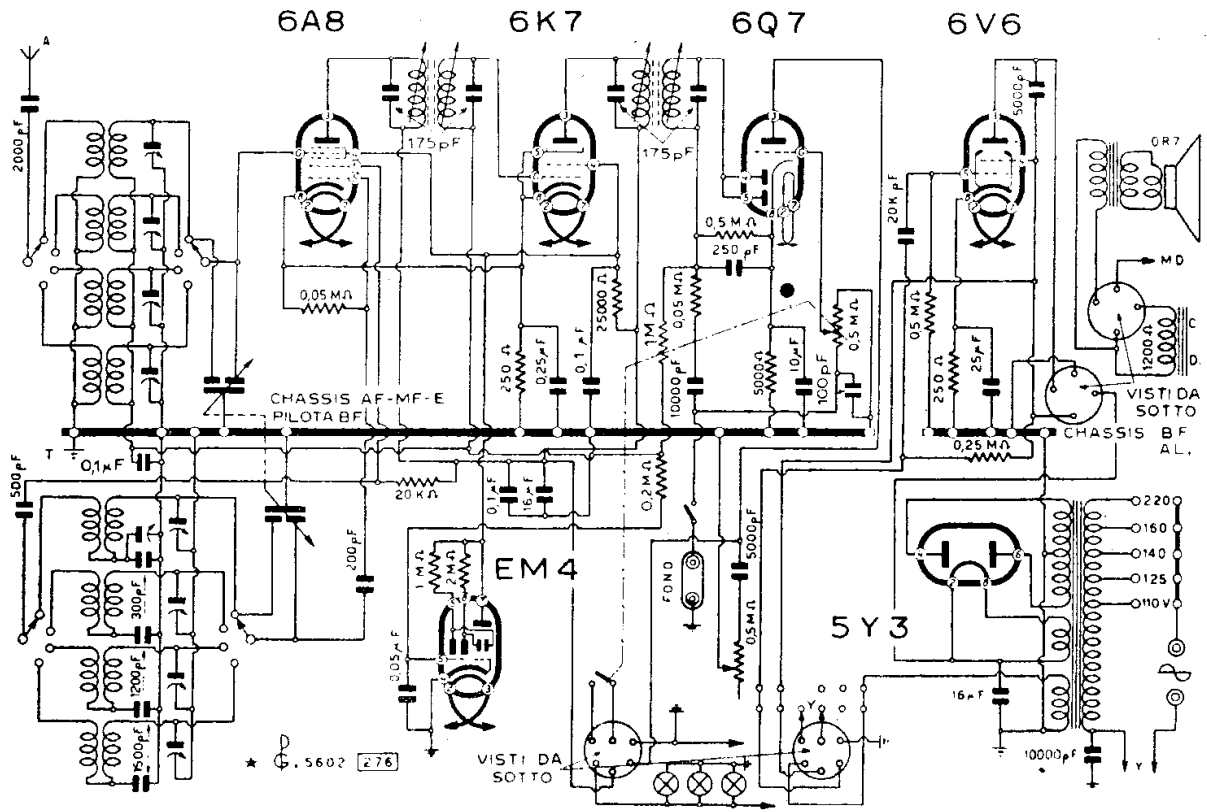 6A8
6K7
6Q7
6V6
A
2000pF
175pF
175pF
5000pF
OR7
20KpF
0,5MΩ
250pF
MD
0,05MΩ
25000Ω
1MΩ
0,05MΩ
0,5MΩ
0,5MΩ
1200Ω
C
D.
250Ω
0,25µF
0,1µF
10000pF
5000Ω
10µF
100pF
250Ω
25µF
CHASSIS AF-MF-E
PILOTA BF
VISTI DA
SOTTO
T
CHASSIS BF
AL.
0,1µF
0,25MΩ
500pF
20KΩ
0,1µF
16µF
0,2MΩ
200pF
5000pF
220
160
140
125
110V
1MΩ
2MΩ
EM4
FONO
5Y3
300pF
0,05µF
0,5MΩ
1200pF
16µF
1500pF
Y
★ G. 5602 276
VISTI DA
SOTTO
10000pF
Y